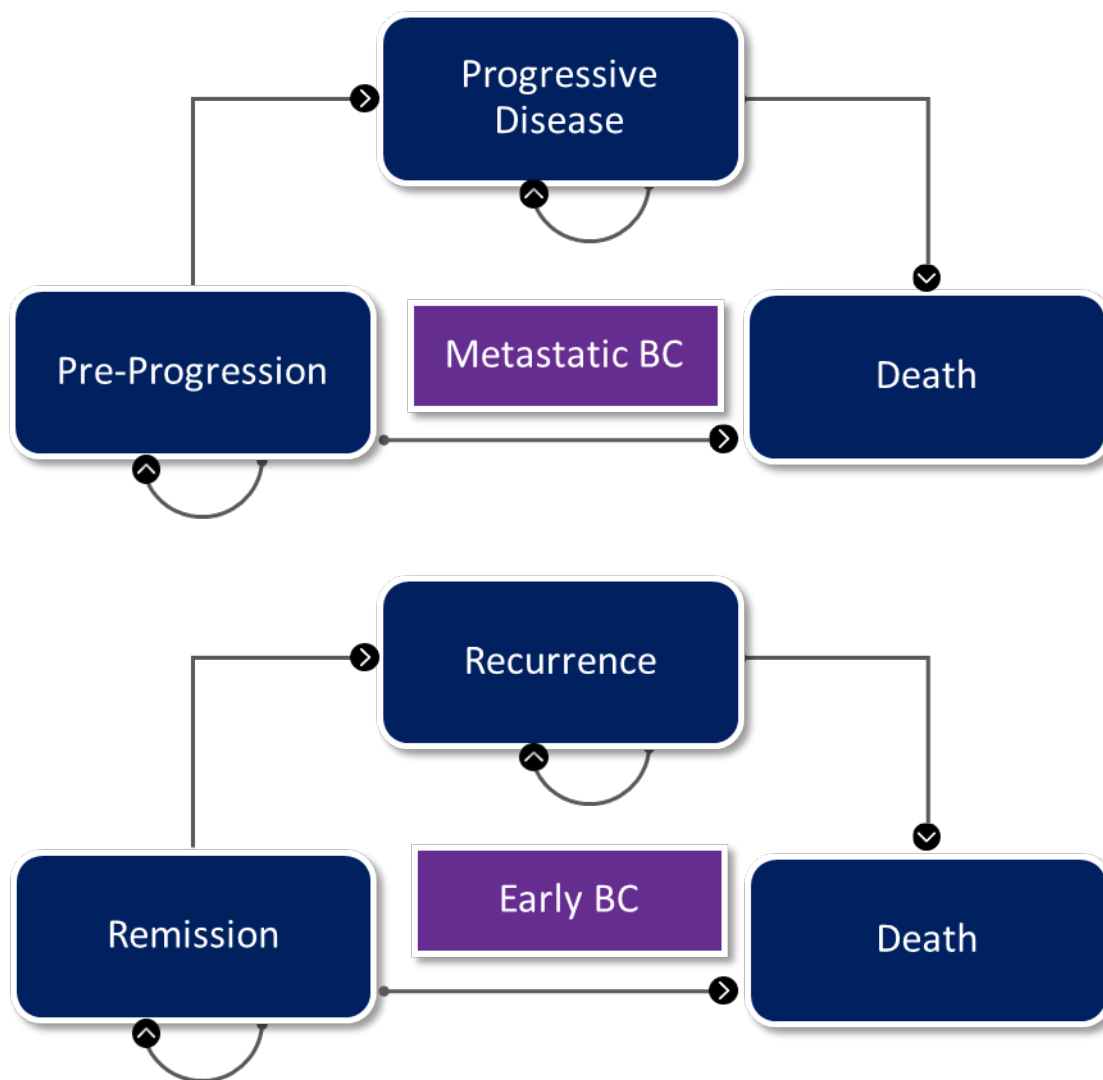 Progressive
Disease
Pre-Progression
Metastatic BC
Death
Recurrence
Remission
Early BC
Death